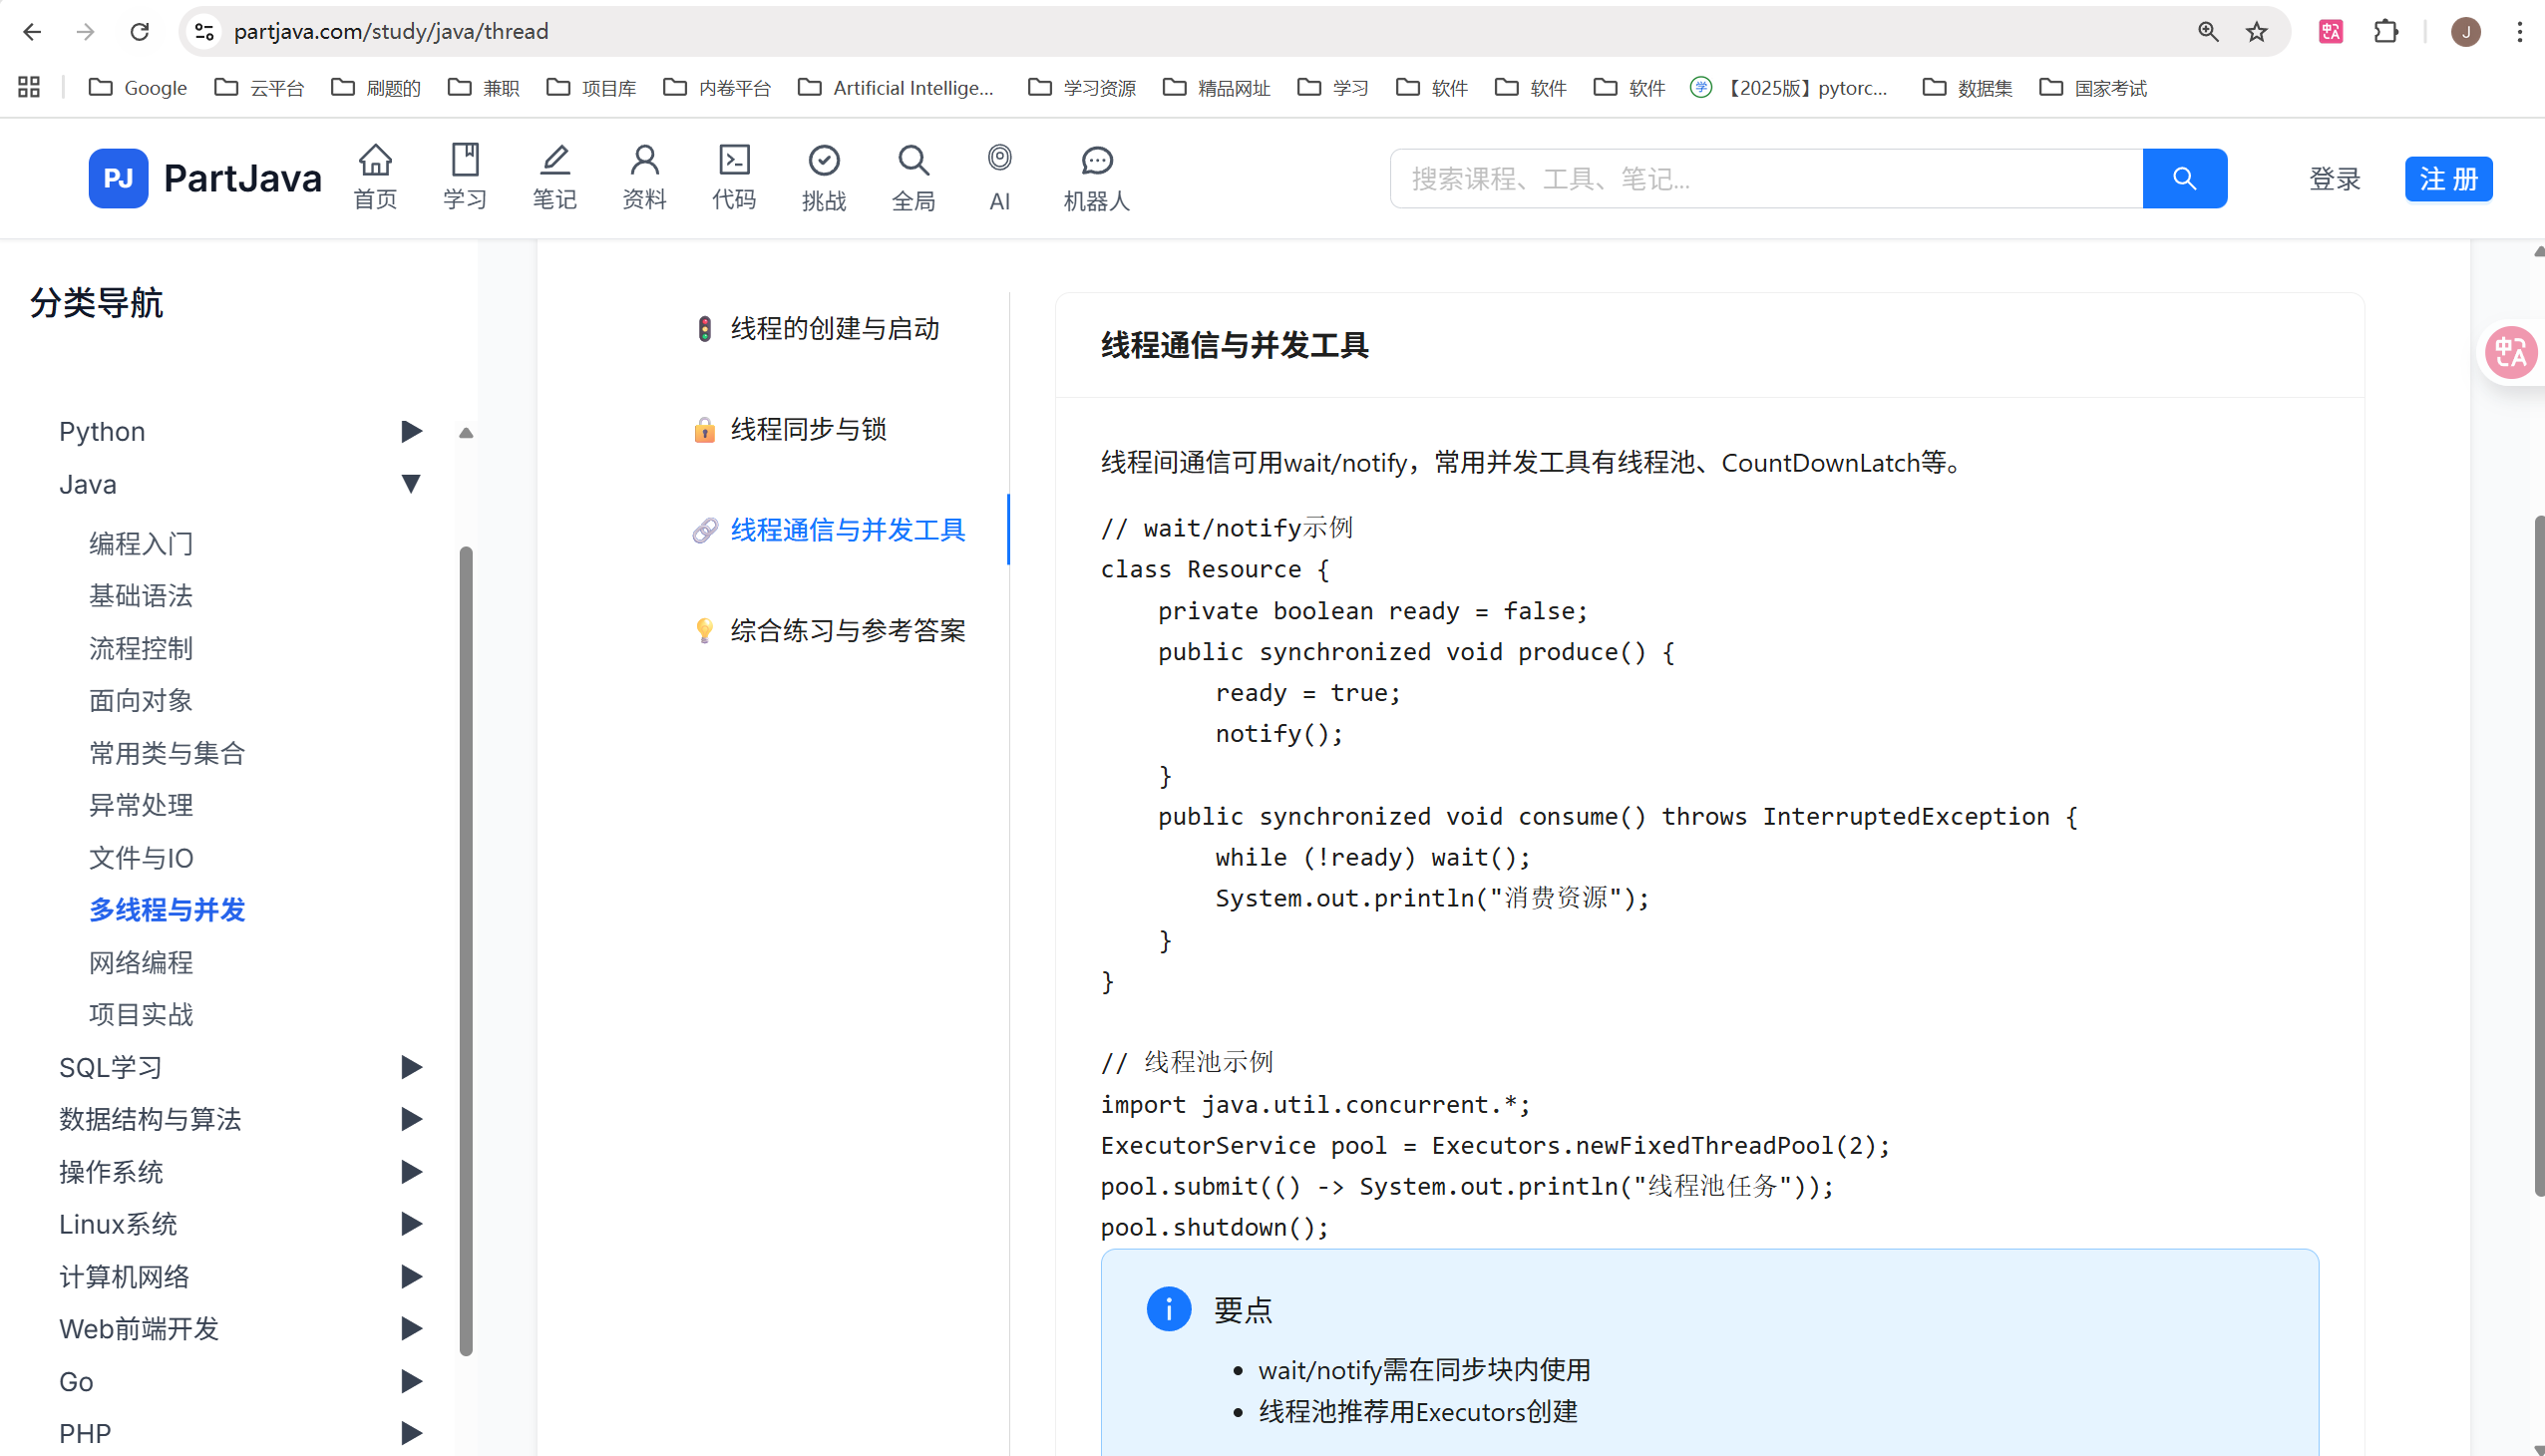 partjava.com/study/java/thread
Google
云平台
刷题的
兼职
项目库
内卷平台
Artificial Intellige...
学习资源
精品网址
学习
软件
软件
软件
【2025版】pytorc...
数据集
国家考试
PJ PartJava
首页
学习
笔记
资料
代码
挑战
全局
AI
机器人
搜索课程、工具、笔记...
登录
注 册
分类导航
Python
Java
编程入门
基础语法
流程控制
面向对象
常用类与集合
异常处理
文件与IO
多线程与并发
网络编程
项目实战
SQL学习
数据结构与算法
操作系统
Linux系统
计算机网络
Web前端开发
Go
PHP
线程的创建与启动
线程同步与锁
线程通信与并发工具
综合练习与参考答案
线程通信与并发工具
线程间通信可用wait/notify，常用并发工具有线程池、CountDownLatch等。
// wait/notify示例
class Resource {
    private boolean ready = false;
    public synchronized void produce() {
        ready = true;
        notify();
    }
    public synchronized void consume() throws InterruptedException {
        while (!ready) wait();
        System.out.println("消费资源");
    }
}
// 线程池示例
import java.util.concurrent.*;
ExecutorService pool = Executors.newFixedThreadPool(2);
pool.submit(() -> System.out.println("线程池任务"));
pool.shutdown();
要点
• wait/notify需在同步块内使用
• 线程池推荐用Executors创建
J
中A
中A